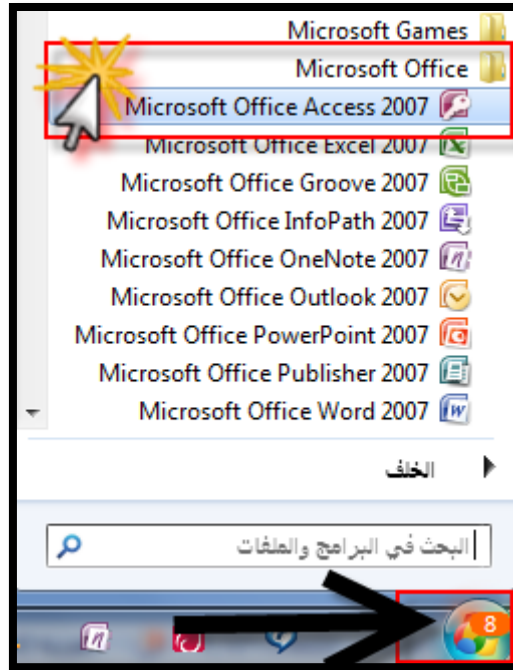 Microsoft Games
Microsoft Office
Microsoft Office Access 2007
Microsoft Office Excel 2007
Microsoft Office Groove 2007
Microsoft Office InfoPath 2007
Microsoft Office OneNote 2007
Microsoft Office Outlook 2007
Microsoft Office PowerPoint 2007
Microsoft Office Publisher 2007
Microsoft Office Word 2007
الخلف
البحث في البرامج والملفات
8